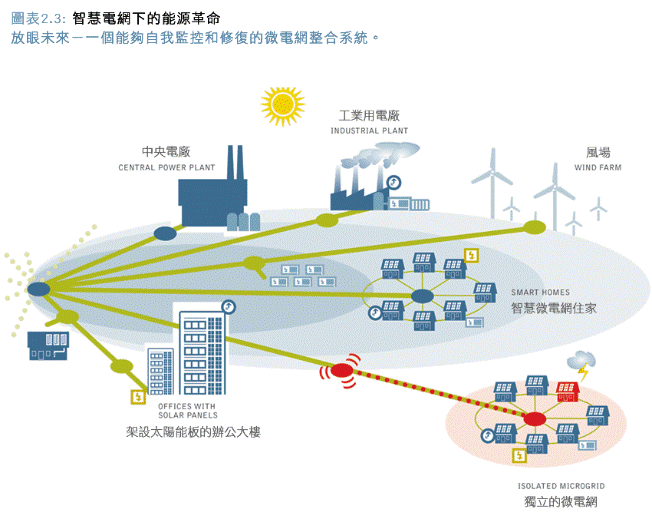 圖表2.3: 智慧電網下的能源革命
放眼未來－一個能夠自我監控和修復的微電網整合系統。
工業用電廠
INDUSTRIAL PLANT
中央電廠
CENTRAL POWER PLANT
風場
WIND FARM
SMART HOMES
智慧微電網住家
OFFICES WITH
SOLAR PANELS
架設太陽能板的辦公大樓
ISOLATED MICROGRID
獨立的微電網